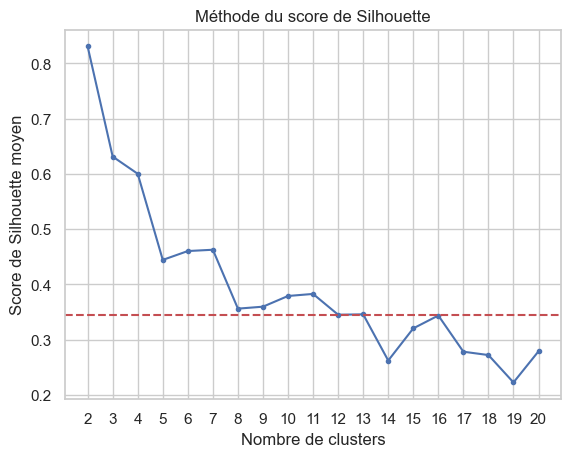 Méthode du score de Silhouette
Score de Silhouette moyen
0.8
0.7
0.6
0.5
0.4
0.3
0.2
2 3 4 5 6 7 8 9 10 11 12 13 14 15 16 17 18 19 20
Nombre de clusters